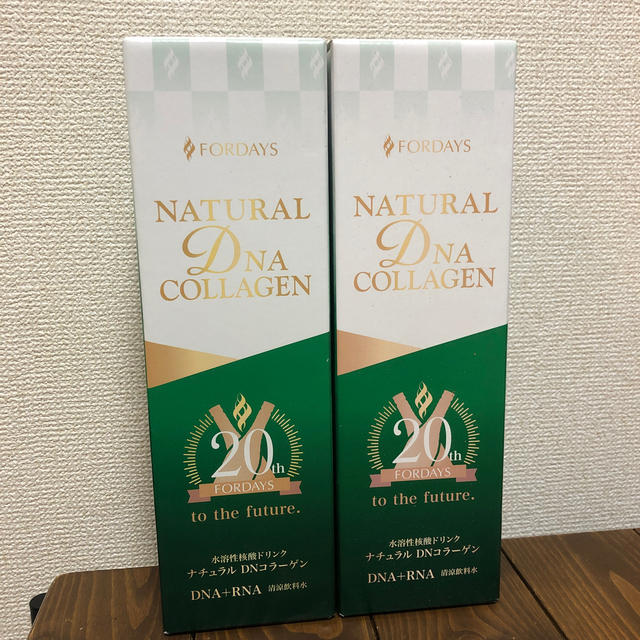 FORDAYS
NATURAL
DNA
COLLAGEN
20th
FORDAYS
to the future.
水溶性核酸ドリンク
ナチュラル DNコラーゲン
DNA+RNA 清涼飲料水
FORDAYS
NATURAL
DNA
COLLAGEN
20th
FORDAYS
to the future.
水溶性核酸ドリンク
ナチュラル DNコラーゲン
DNA+RNA 清涼飲料水